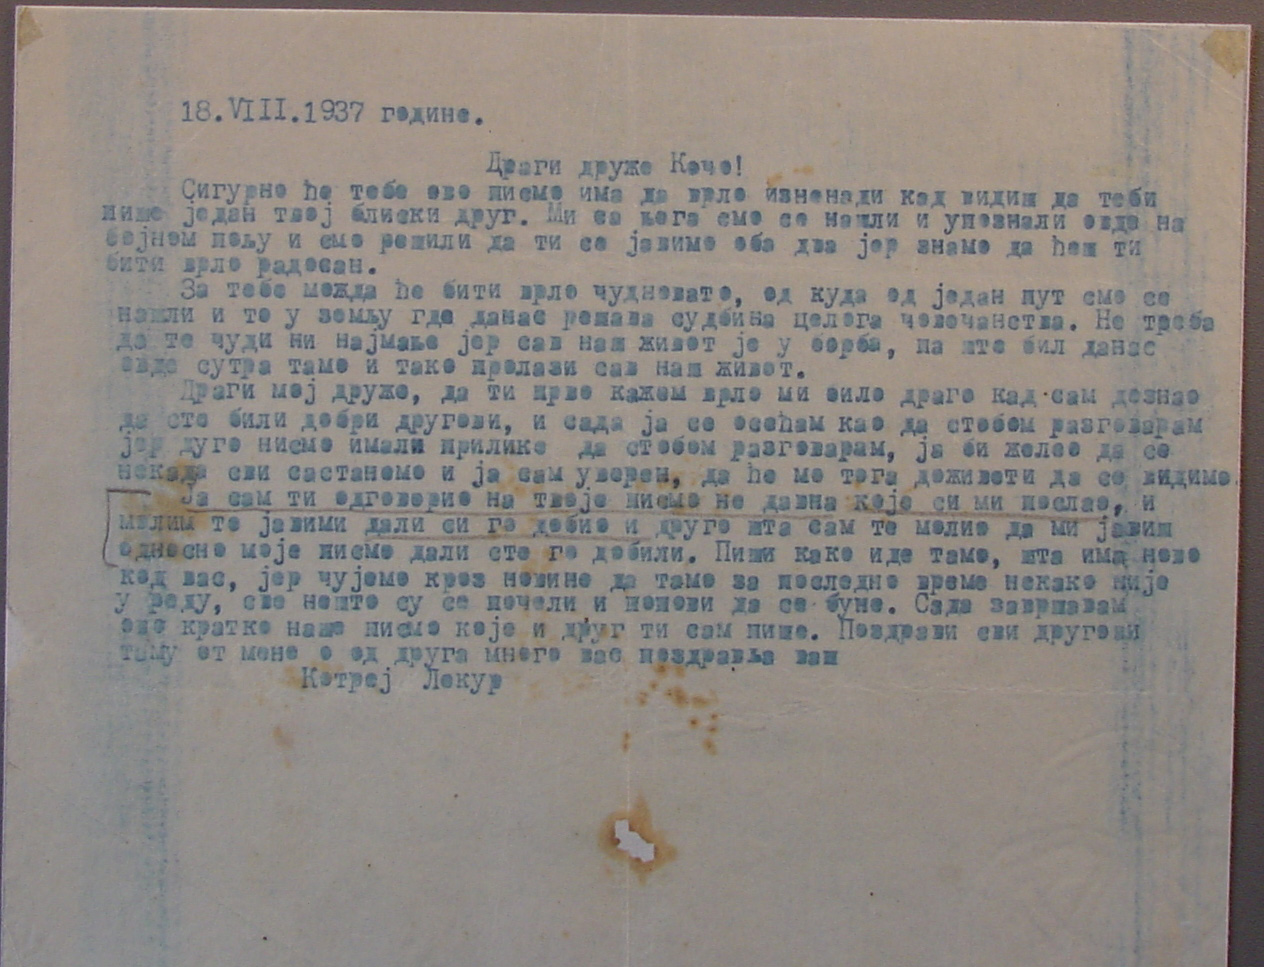 18.VIII.1937 године.
Драги друже Коче!
Сигурно ће тебе ово писмо има да врло изненади кад видиш да теби
пише један твој блиски друг. Ми са њега смо се нашли и упознали овде на
бојном пољу и смо решили да ти се јавимо оба два јер знамо да ћеш ти
бити врло радосан.
За тебе можда ће бити врло чудновато, од куда од један пут смо се
нашли и то у земљу где данас решава судбина целога човечанства. Не треба
да те чуди ни најмање јер сав наш живот је у борба, па ште бил данас
овде сутра тамо и тако пролази сав наш живот.
Драги мој друже, да ти прво кажем врло ми било драго кад сам дознао
да сте били добри другови, и сада ја се осећам као да стобом разговарам
јер дуго нисмо имали прилике да стобом разговарам, ја би желео да се
некада сви састанемо и ја сам уверен, да ће мо тога доживети да се видимо.
Ја сам ти одговорио на твоје писмо не давна које си ми послао, и
молим те јавими дали си го добио и друго шта сам те молио да ми јавиш
односно моје писмо дали сте го добили. Пиши како иде тамо, шта има ново
код вас, јер чујемо кроз новине да тамо за последно време некако није
у реду, све нешто су се почели и попови да се буне. Сада завршавам
ово кратко наше писмо које и друг ти сам пише. Поздрави сви другови
таму от мене о од друга много вас поздравља ваш
Котреј Локур